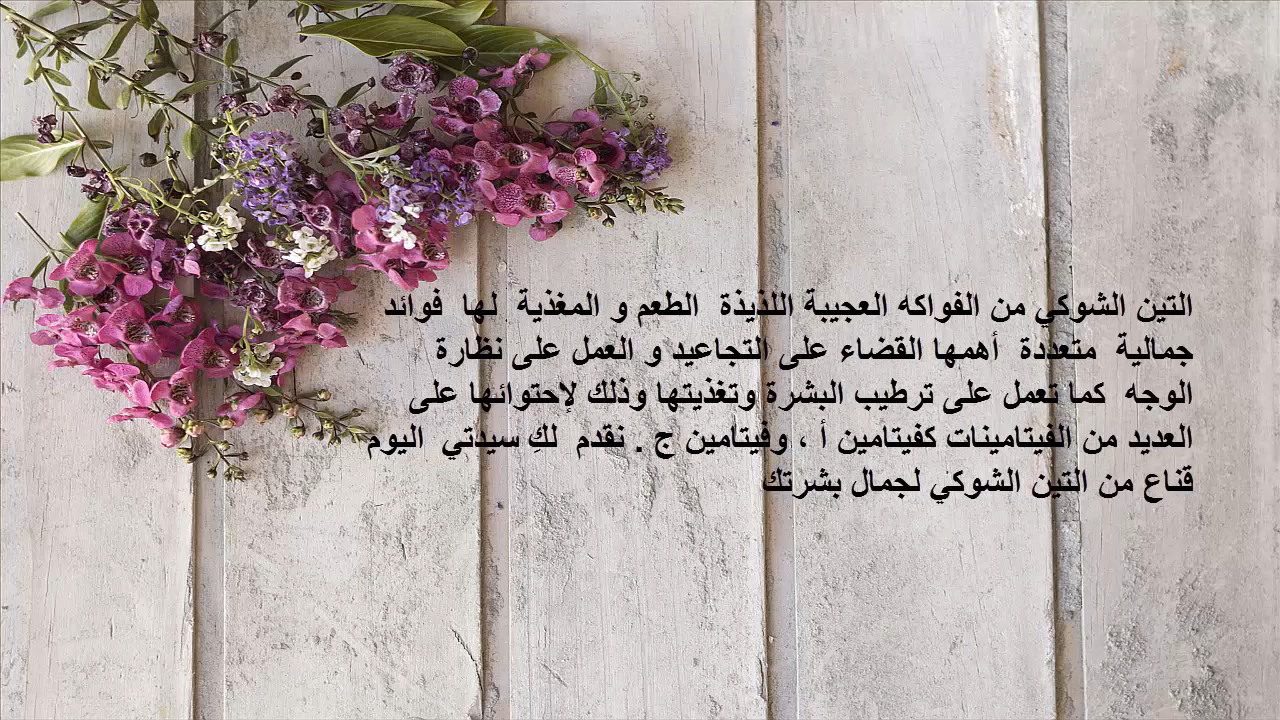 التين الشوكي من الفواكه العجيبة اللذيذة الطعم و المغذية لها فوائد
جمالية متعددة أهمها القضاء على التجاعيد و العمل على نظارة
الوجه كما تعمل على ترطيب البشرة وتغذيتها وذلك لإحتوائها على
العديد من الفيتامينات كفيتامين أ ، وفيتامين ج . نقدم لكِ سيدتي اليوم
قناع من التين الشوكي لجمال بشرتك